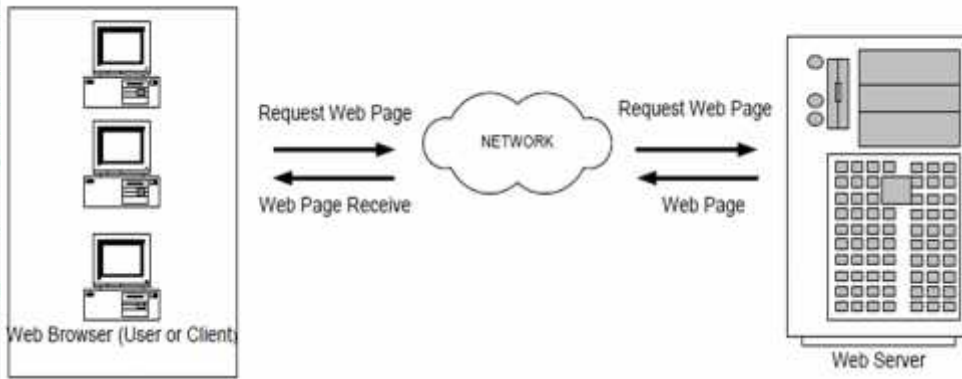 Request Web Page
Web Page Receive
NETWORK
Request Web Page
Web Page
Web Browser (User or Client)
Web Server